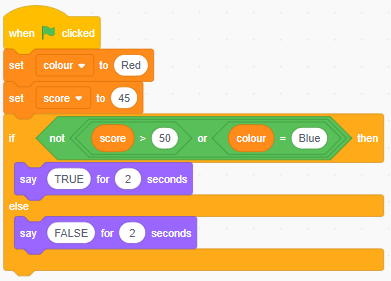 when clicked
set colour to Red
set score to 45
if not score > 50 or colour = Blue then
say TRUE for 2 seconds
else
say FALSE for 2 seconds